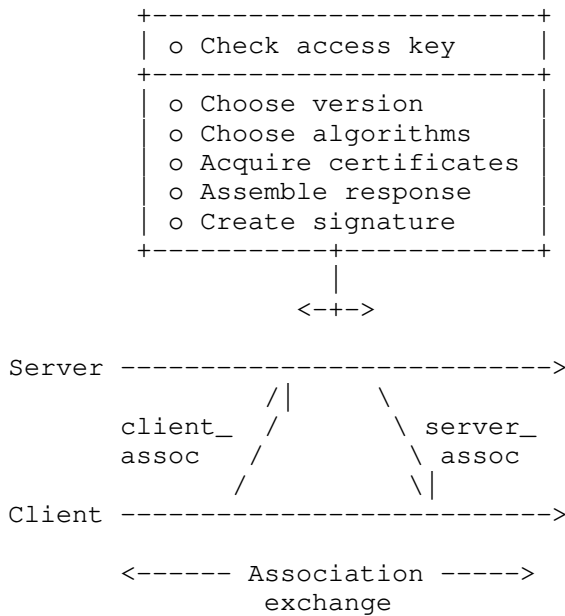 o Check access key
o Choose version
o Choose algorithms
o Acquire certificates
o Assemble response
o Create signature
<-+->
Server --------------------------->
client_ server_
assoc assoc
Client --------------------------->
<------ Association ----->
exchange